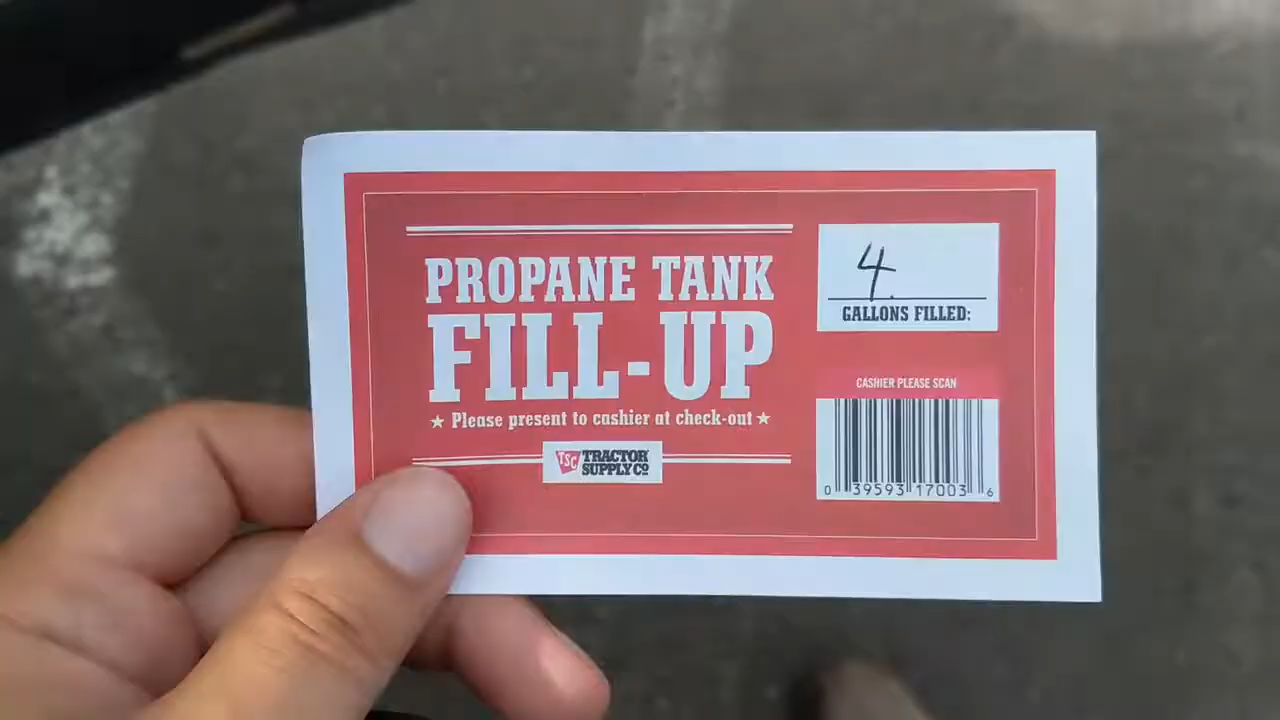 PROPANE TANK
FILL-UP
★ Please present to cashier at check-out ★
TSC TRACTOR
SUPPLY CO
4
GALLONS FILLED:
CASHIER PLEASE SCAN
0 39593 17003 6